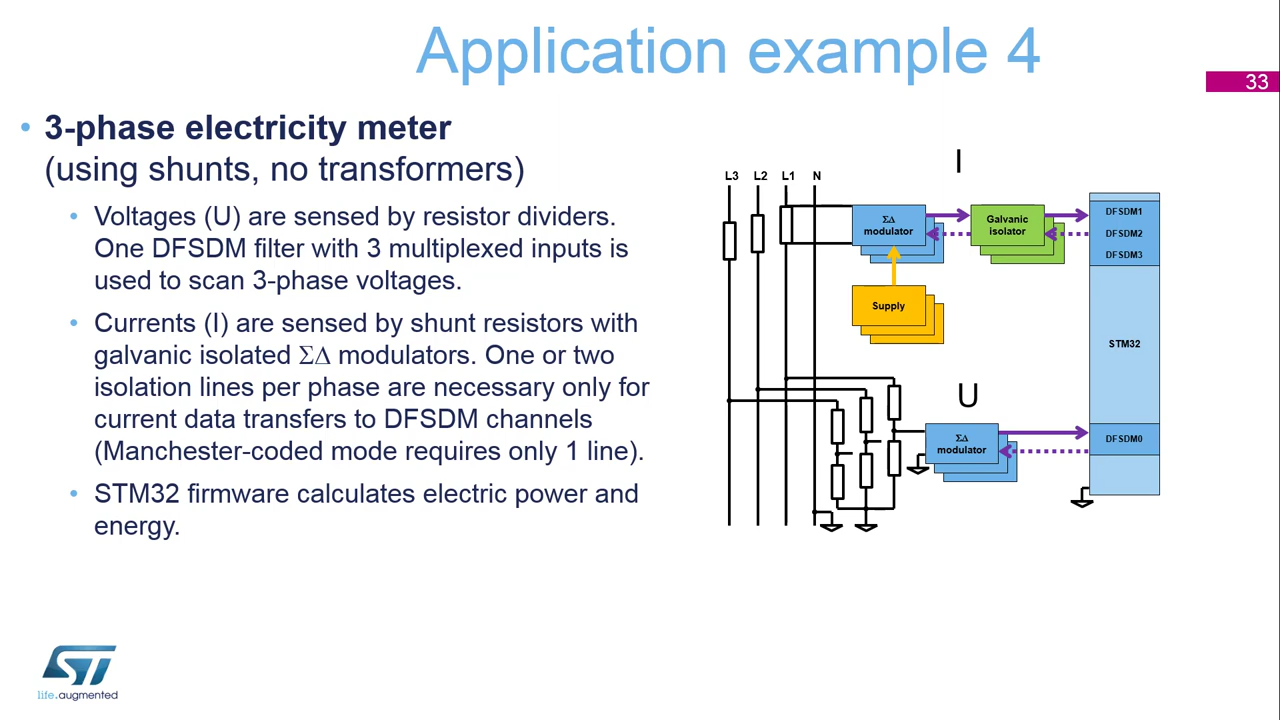 Application example 4
33
• 3-phase electricity meter
(using shunts, no transformers)
• Voltages (U) are sensed by resistor dividers.
One DFSDM filter with 3 multiplexed inputs is
used to scan 3-phase voltages.
• Currents (I) are sensed by shunt resistors with
galvanic isolated ΣΔ modulators. One or two
isolation lines per phase are necessary only for
current data transfers to DFSDM channels
(Manchester-coded mode requires only 1 line).
• STM32 firmware calculates electric power and
energy.
I
L3 L2 L1 N
ΣΔ
modulator
Galvanic
isolator
DFSDM1
DFSDM2
DFSDM3
Supply
STM32
U
ΣΔ
modulator
DFSDM0
ST
life.augmented